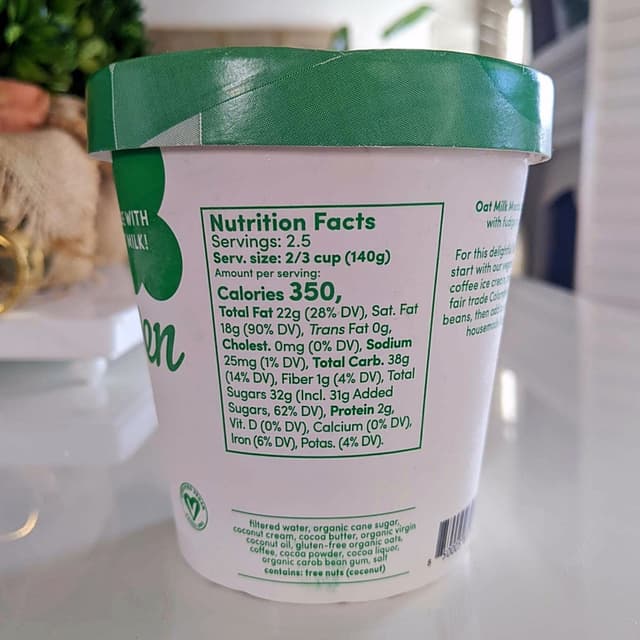 WITH
MILK!
en
Nutrition Facts
Servings: 2.5
Serv. size: 2/3 cup (140g)
Amount per serving:
Calories 350,
Total Fat 22g (28% DV), Sat. Fat
18g (90% DV), Trans Fat 0g,
Cholest. 0mg (0% DV), Sodium
25mg (1% DV), Total Carb. 38g
(14% DV), Fiber 1g (4% DV), Total
Sugars 32g (Incl. 31g Added
Sugars, 62% DV), Protein 2g,
Vit. D (0% DV), Calcium (0% DV),
Iron (6% DV), Potas. (4% DV).
Oat Milk
with
For this
start with our
coffee ice
fair trade
beans, then
filtered water, organic cane sugar,
coconut cream, cocoa butter, organic virgin
coconut oil, gluten-free organic oats,
coffee, cocoa powder, cocoa liquor,
organic carob bean gum, salt
contains: tree nuts (coconut)